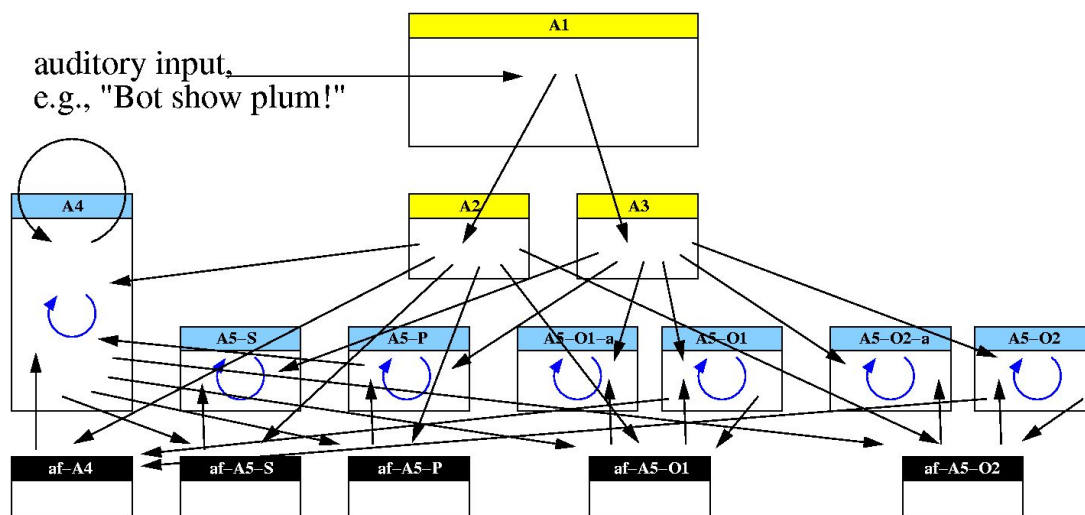 A1
auditory input,
e.g., "Bot show plum!"
A4
A2
A3
A5-S
A5-P
A5-O1-a
A5-O1
A5-O2-a
A5-O2
af-A4
af-A5-S
af-A5-P
af-A5-O1
af-A5-O2